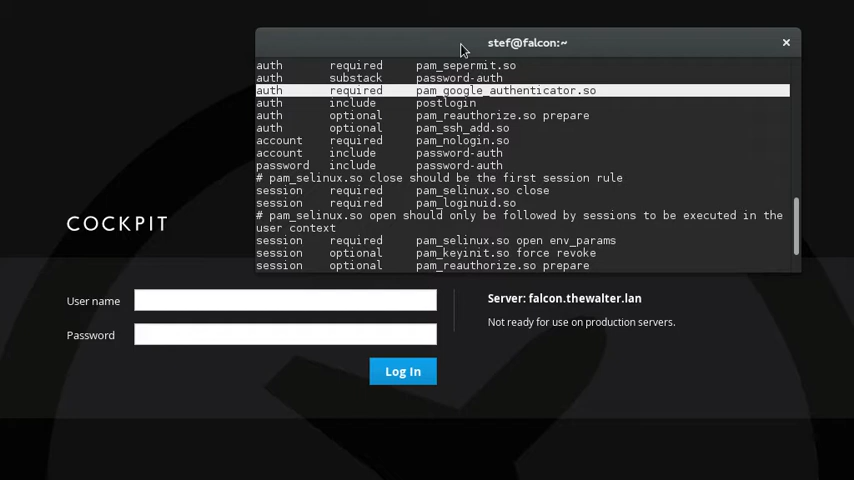 stef@falcon:~ ×
auth required pam_sepermit.so
auth substack password-auth
auth required pam_google_authenticator.so
auth include postlogin
auth optional pam_reauthorize.so prepare
auth optional pam_ssh_add.so
account required pam_nologin.so
account include password-auth
password include password-auth
# pam_selinux.so close should be the first session rule
session required pam_selinux.so close
session required pam_loginuid.so
# pam_selinux.so open should only be followed by sessions to be executed in the
user context
session required pam_selinux.so open env_params
session optional pam_keyinit.so force revoke
session optional pam_reauthorize.so prepare
COCKPIT
User name
Password
Log In
Server: falcon.thewalter.lan
Not ready for use on production servers.